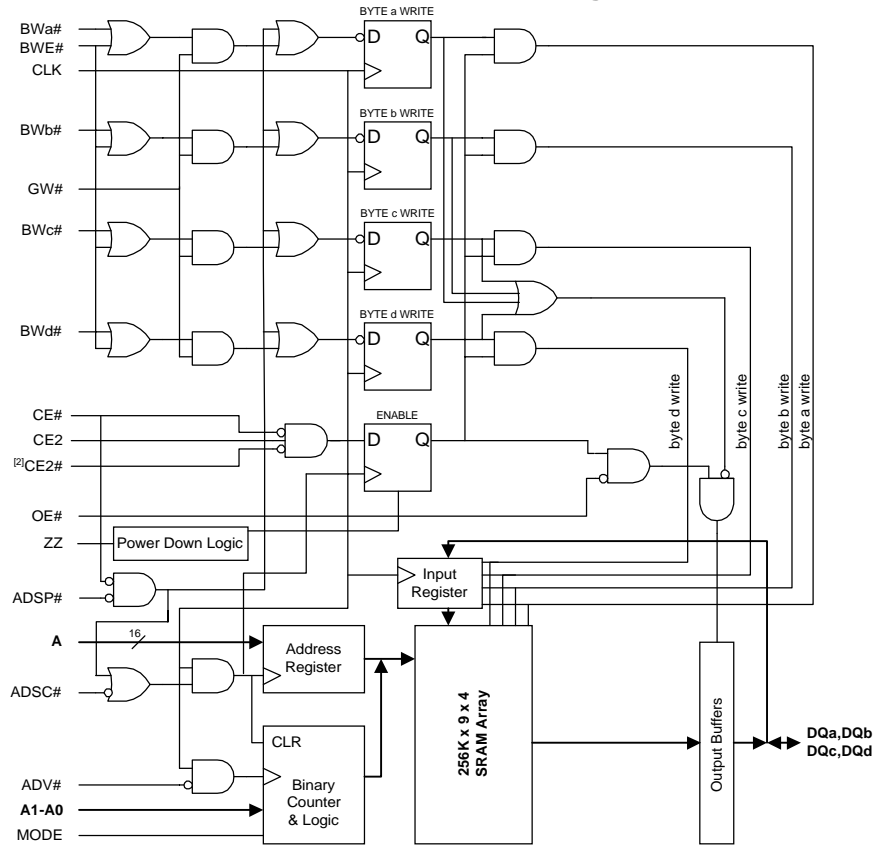 BYTE a WRITE
BWa#
BWE#
CLK
D Q
BYTE b WRITE
BWb#
D Q
GW#
BYTE c WRITE
BWc#
D Q
BYTE d WRITE
BWd#
D Q
byte d write
byte c write
byte b write
byte a write
CE#
ENABLE
CE2
D Q
[2]CE2#
OE#
ZZ
Power Down Logic
Input
Register
ADSP#
A
16
Address
Register
ADSC#
256K x 9 x 4
SRAM Array
Output Buffers
DQa,DQb
DQc,DQd
CLR
ADV#
Binary
Counter
& Logic
A1-A0
MODE